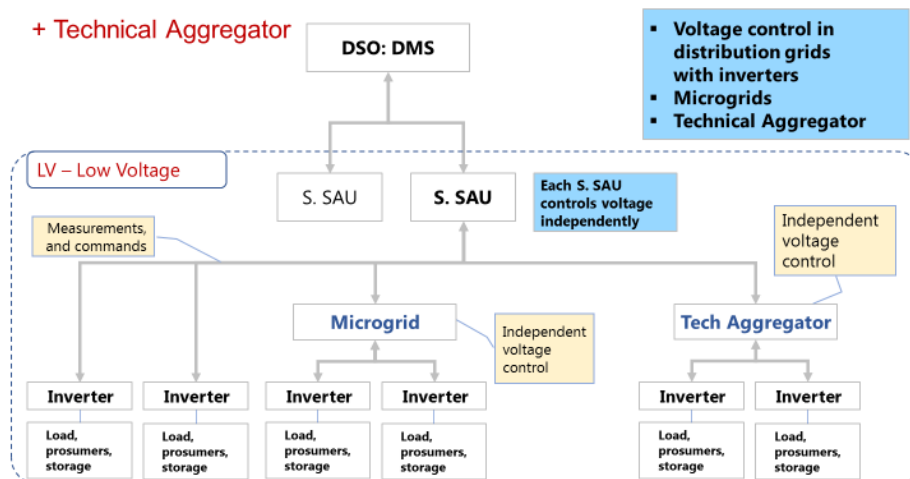 + Technical Aggregator
DSO: DMS
▪ Voltage control in
distribution grids
with inverters
▪ Microgrids
▪ Technical Aggregator
LV – Low Voltage
S. SAU
S. SAU
Each S. SAU
controls voltage
independently
Independent
voltage
control
Measurements,
and commands
Microgrid
Independent
voltage
control
Tech Aggregator
Inverter
Inverter
Inverter
Inverter
Inverter
Inverter
Load,
prosumers,
storage
Load,
prosumers,
storage
Load,
prosumers,
storage
Load,
prosumers,
storage
Load,
prosumers,
storage
Load,
prosumers,
storage